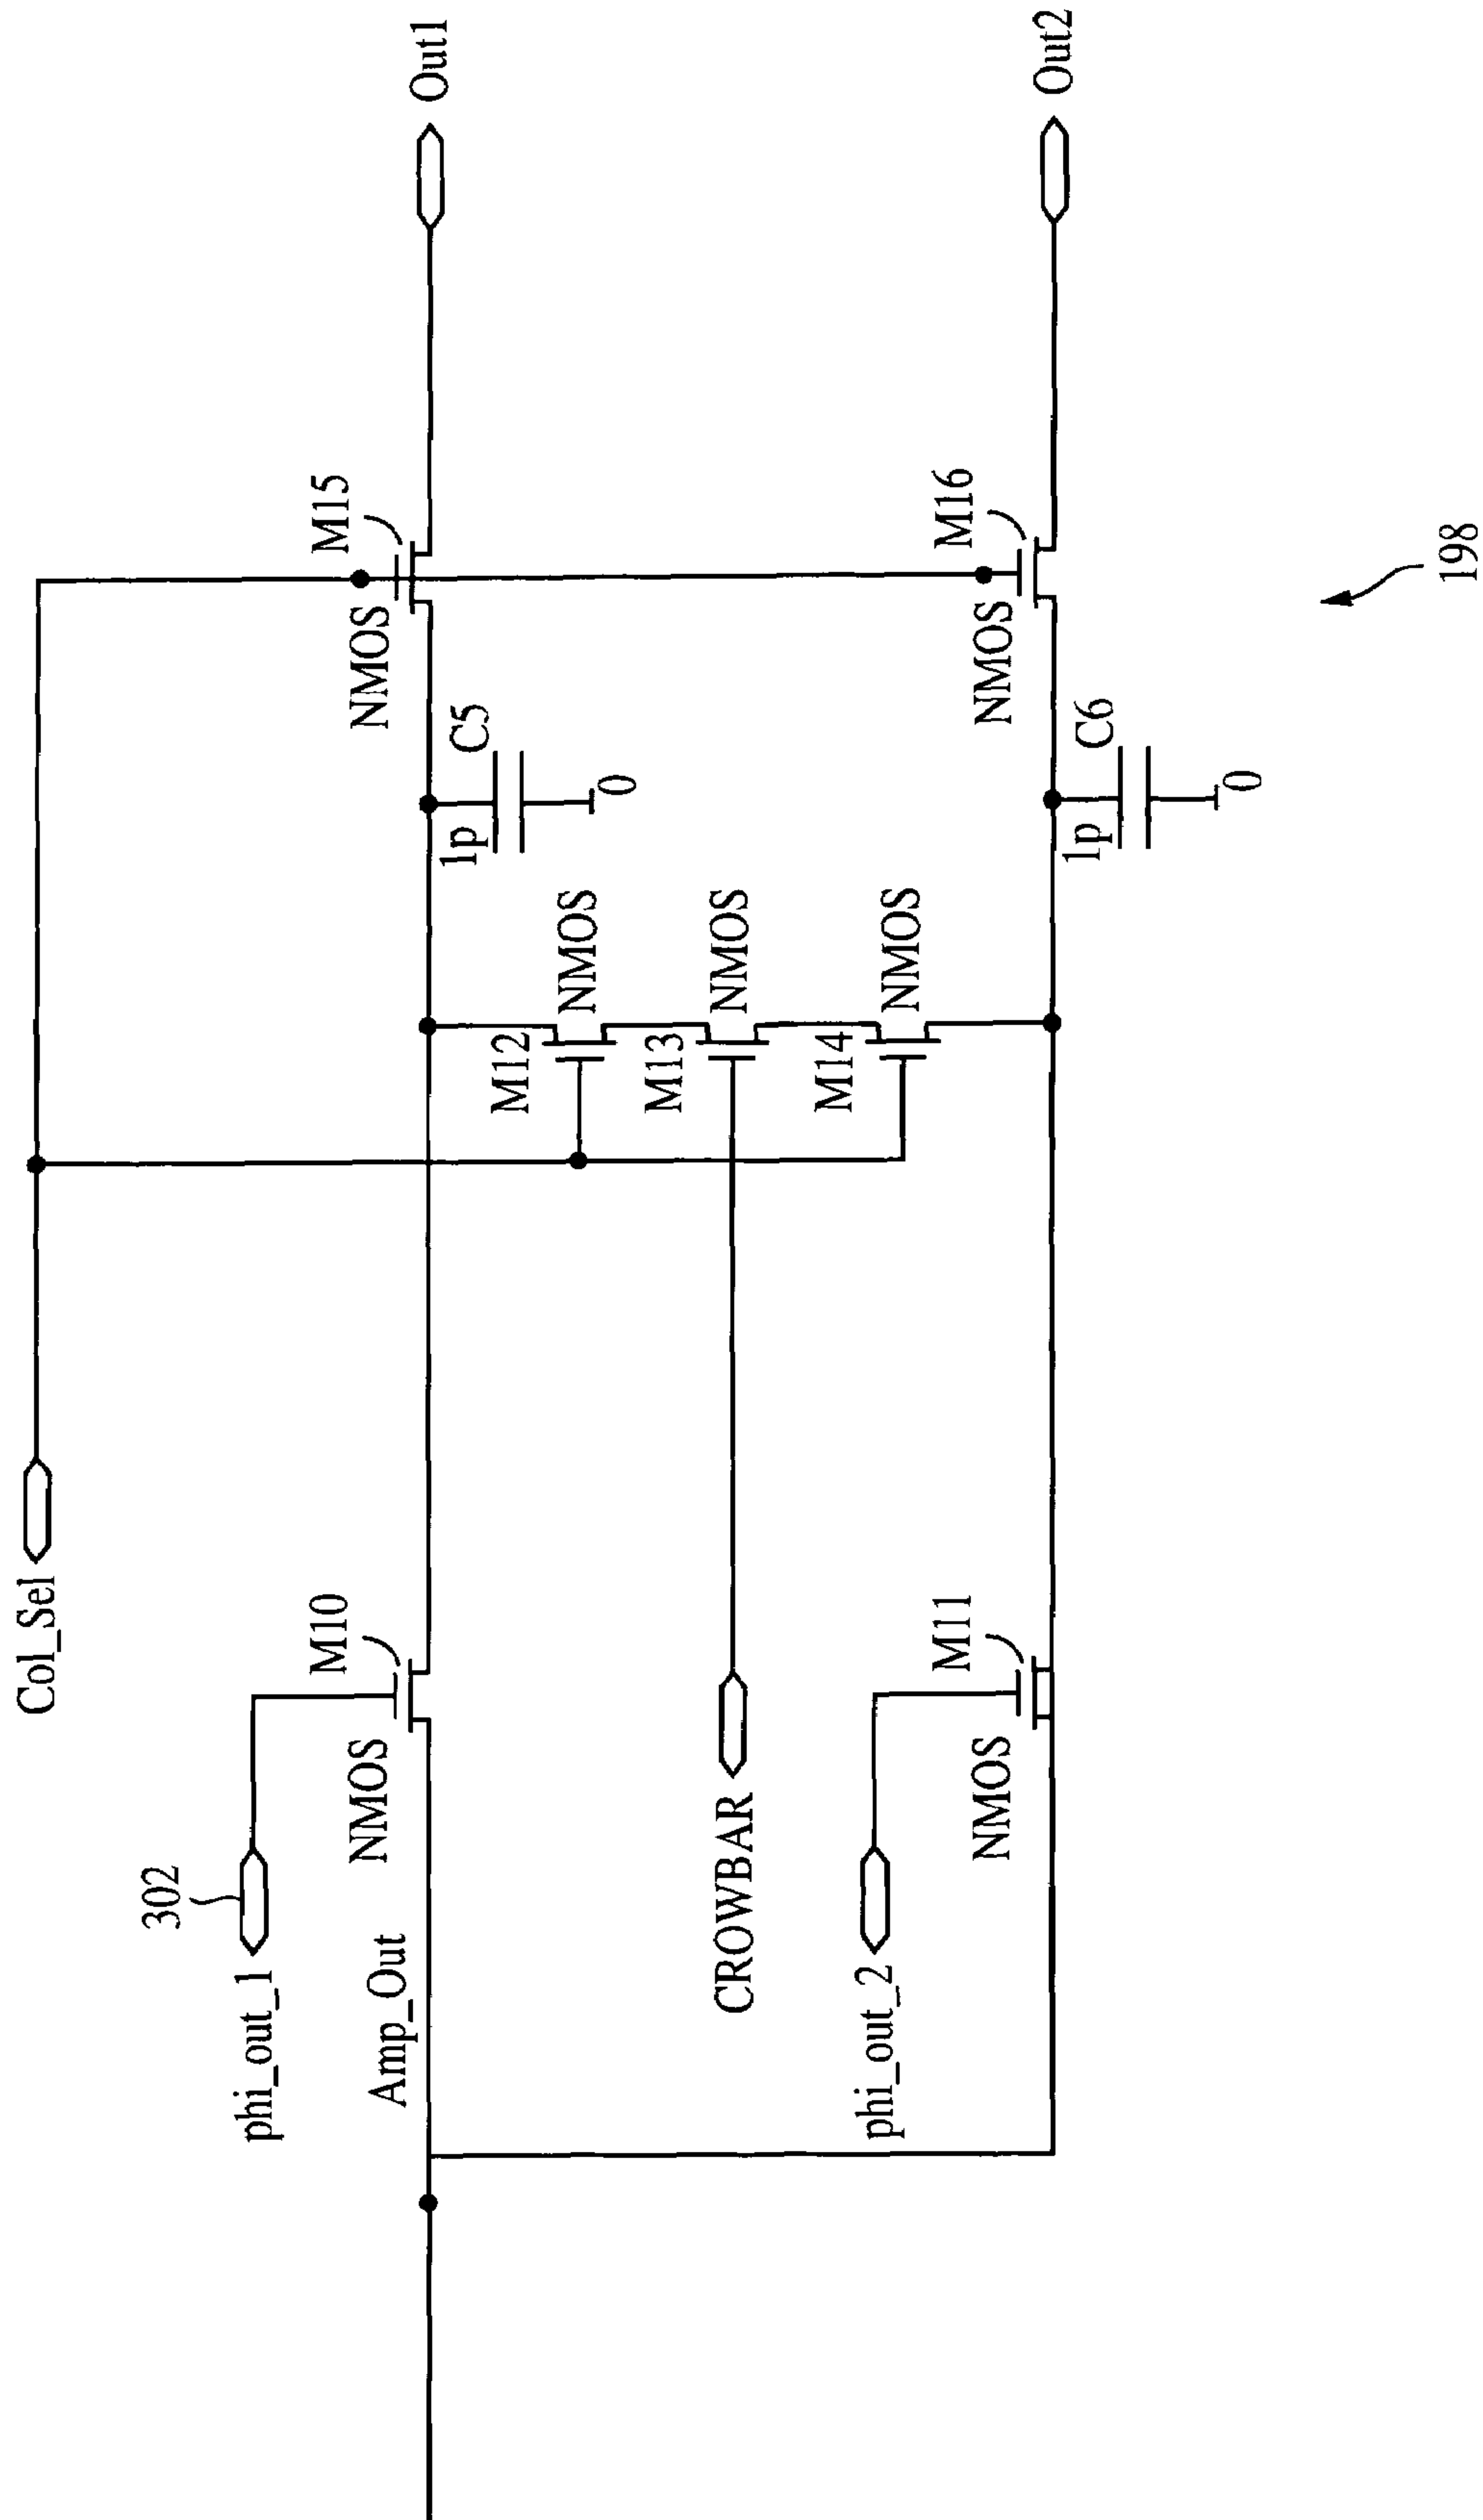 Col_Sel
302
phi_out_1
M10
NMOS
Amp_Out
M15
NMOS
Out1
1p
C5
0
M12
NMOS
M13
NMOS
M14
NMOS
CROWBAR
phi_out_2
M11
NMOS
M16
NMOS
Out2
1p
C6
0
198